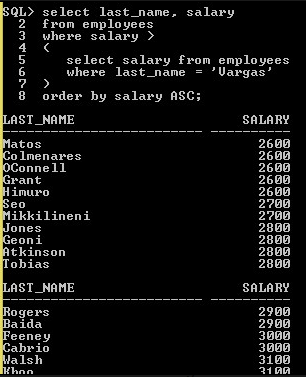 SQL> select last_name, salary
2 from employees
3 where salary >
4 (
5 select salary from employees
6 where last_name = 'Vargas'
7 )
8 order by salary ASC;
LAST_NAME SALARY
------------------------- ----------
Matos 2600
Colmenares 2600
OConnell 2600
Grant 2600
Himuro 2600
Seo 2700
Mikkilineni 2700
Jones 2800
Geoni 2800
Atkinson 2800
Tobias 2800
LAST_NAME SALARY
------------------------- ----------
Rogers 2900
Baida 2900
Feeney 3000
Cabrio 3000
Walsh 3100
Khoo 3100